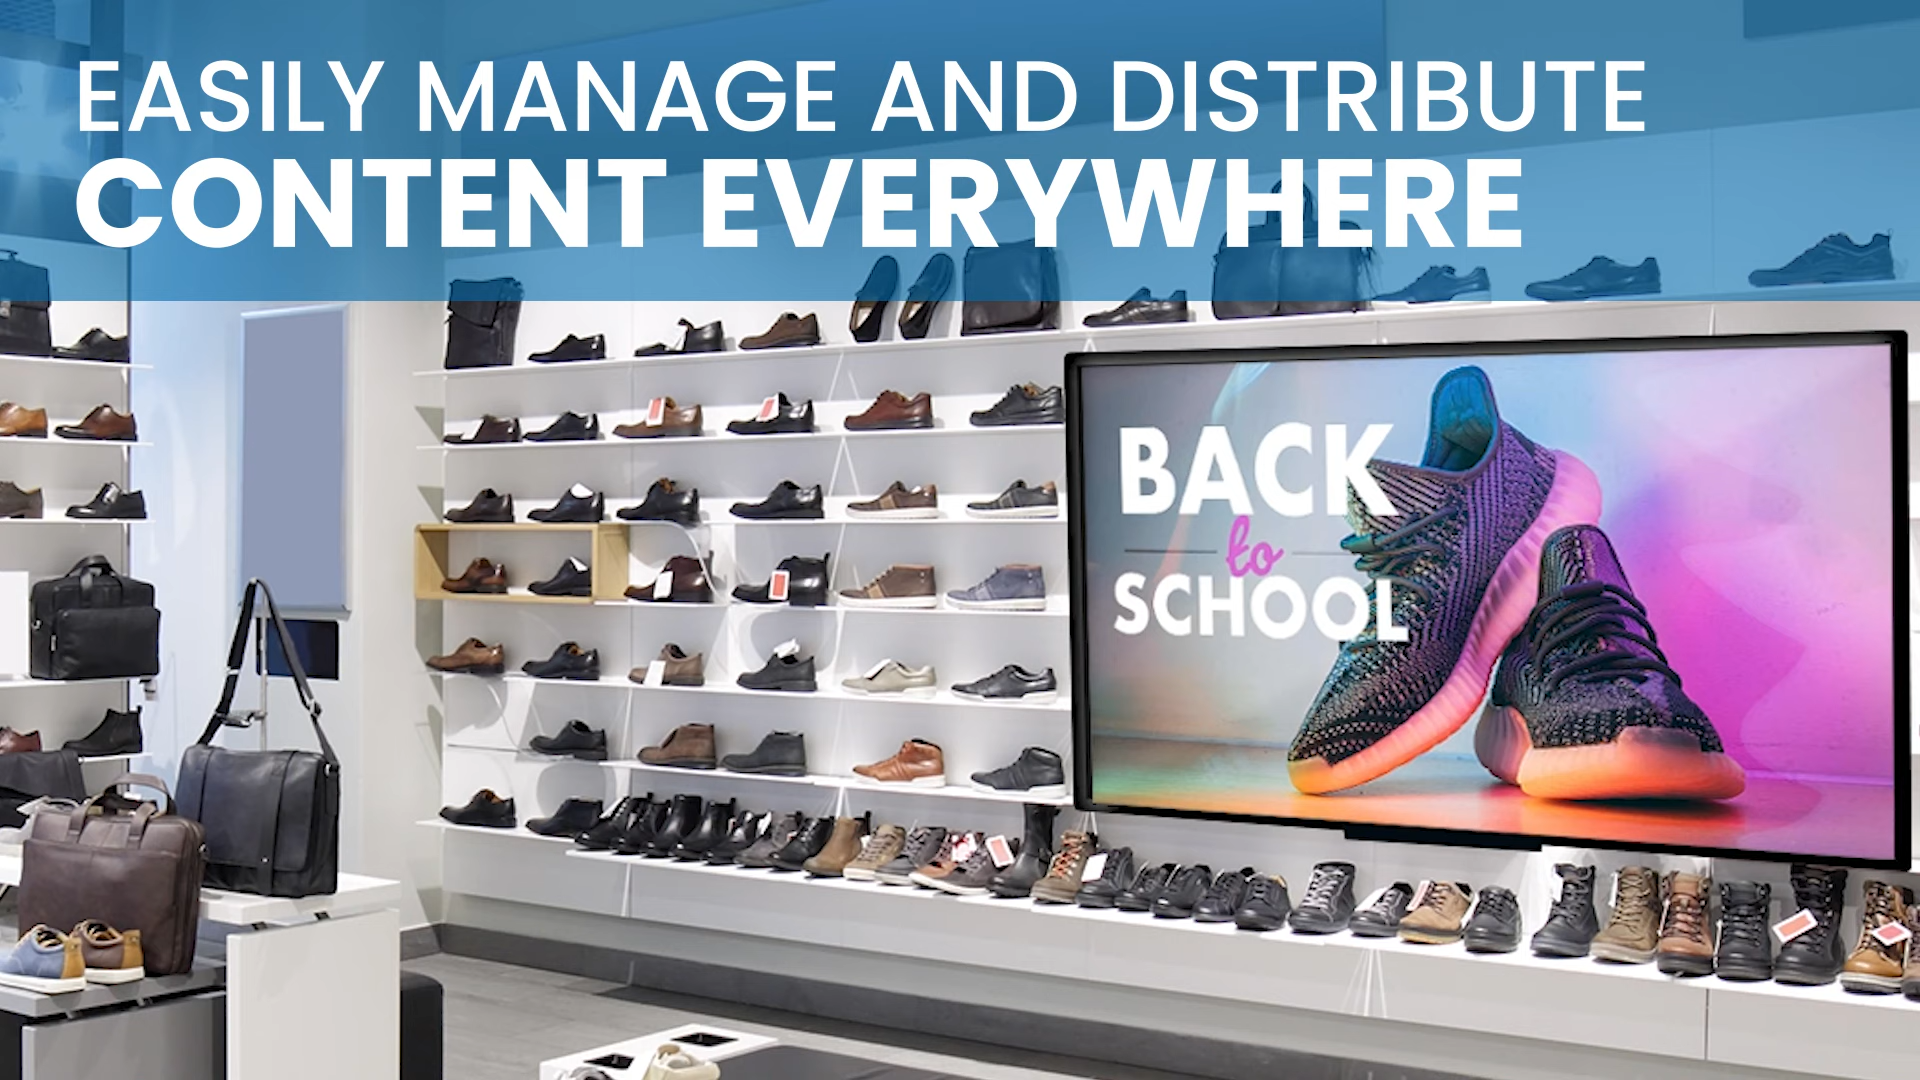 EASILY MANAGE AND DISTRIBUTE
CONTENT EVERYWHERE
BACK
to
SCHOOL